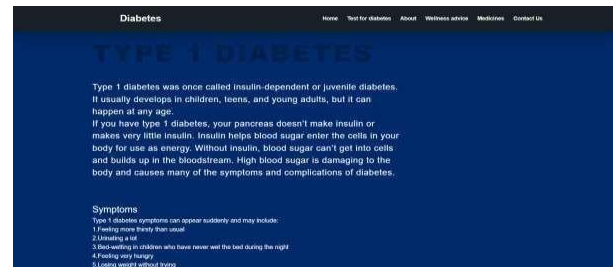 Diabetes
Home Test for diabetes About Wellness advice Medicines Contact Us
TYPE 1 DIABETES
Type 1 diabetes was once called insulin-dependent or juvenile diabetes.
It usually develops in children, teens, and young adults, but it can
happen at any age.
If you have type 1 diabetes, your pancreas doesn't make insulin or
makes very little insulin. Insulin helps blood sugar enter the cells in your
body for use as energy. Without insulin, blood sugar can't get into cells
and builds up in the bloodstream. High blood sugar is damaging to the
body and causes many of the symptoms and complications of diabetes.
Symptoms
Type 1 diabetes symptoms can appear suddenly and may include:
1.Feeling more thirsty than usual
2.Urinating a lot
3.Bed-wetting in children who have never wet the bed during the night
4.Feeling very hungry
5.Losing weight without trying